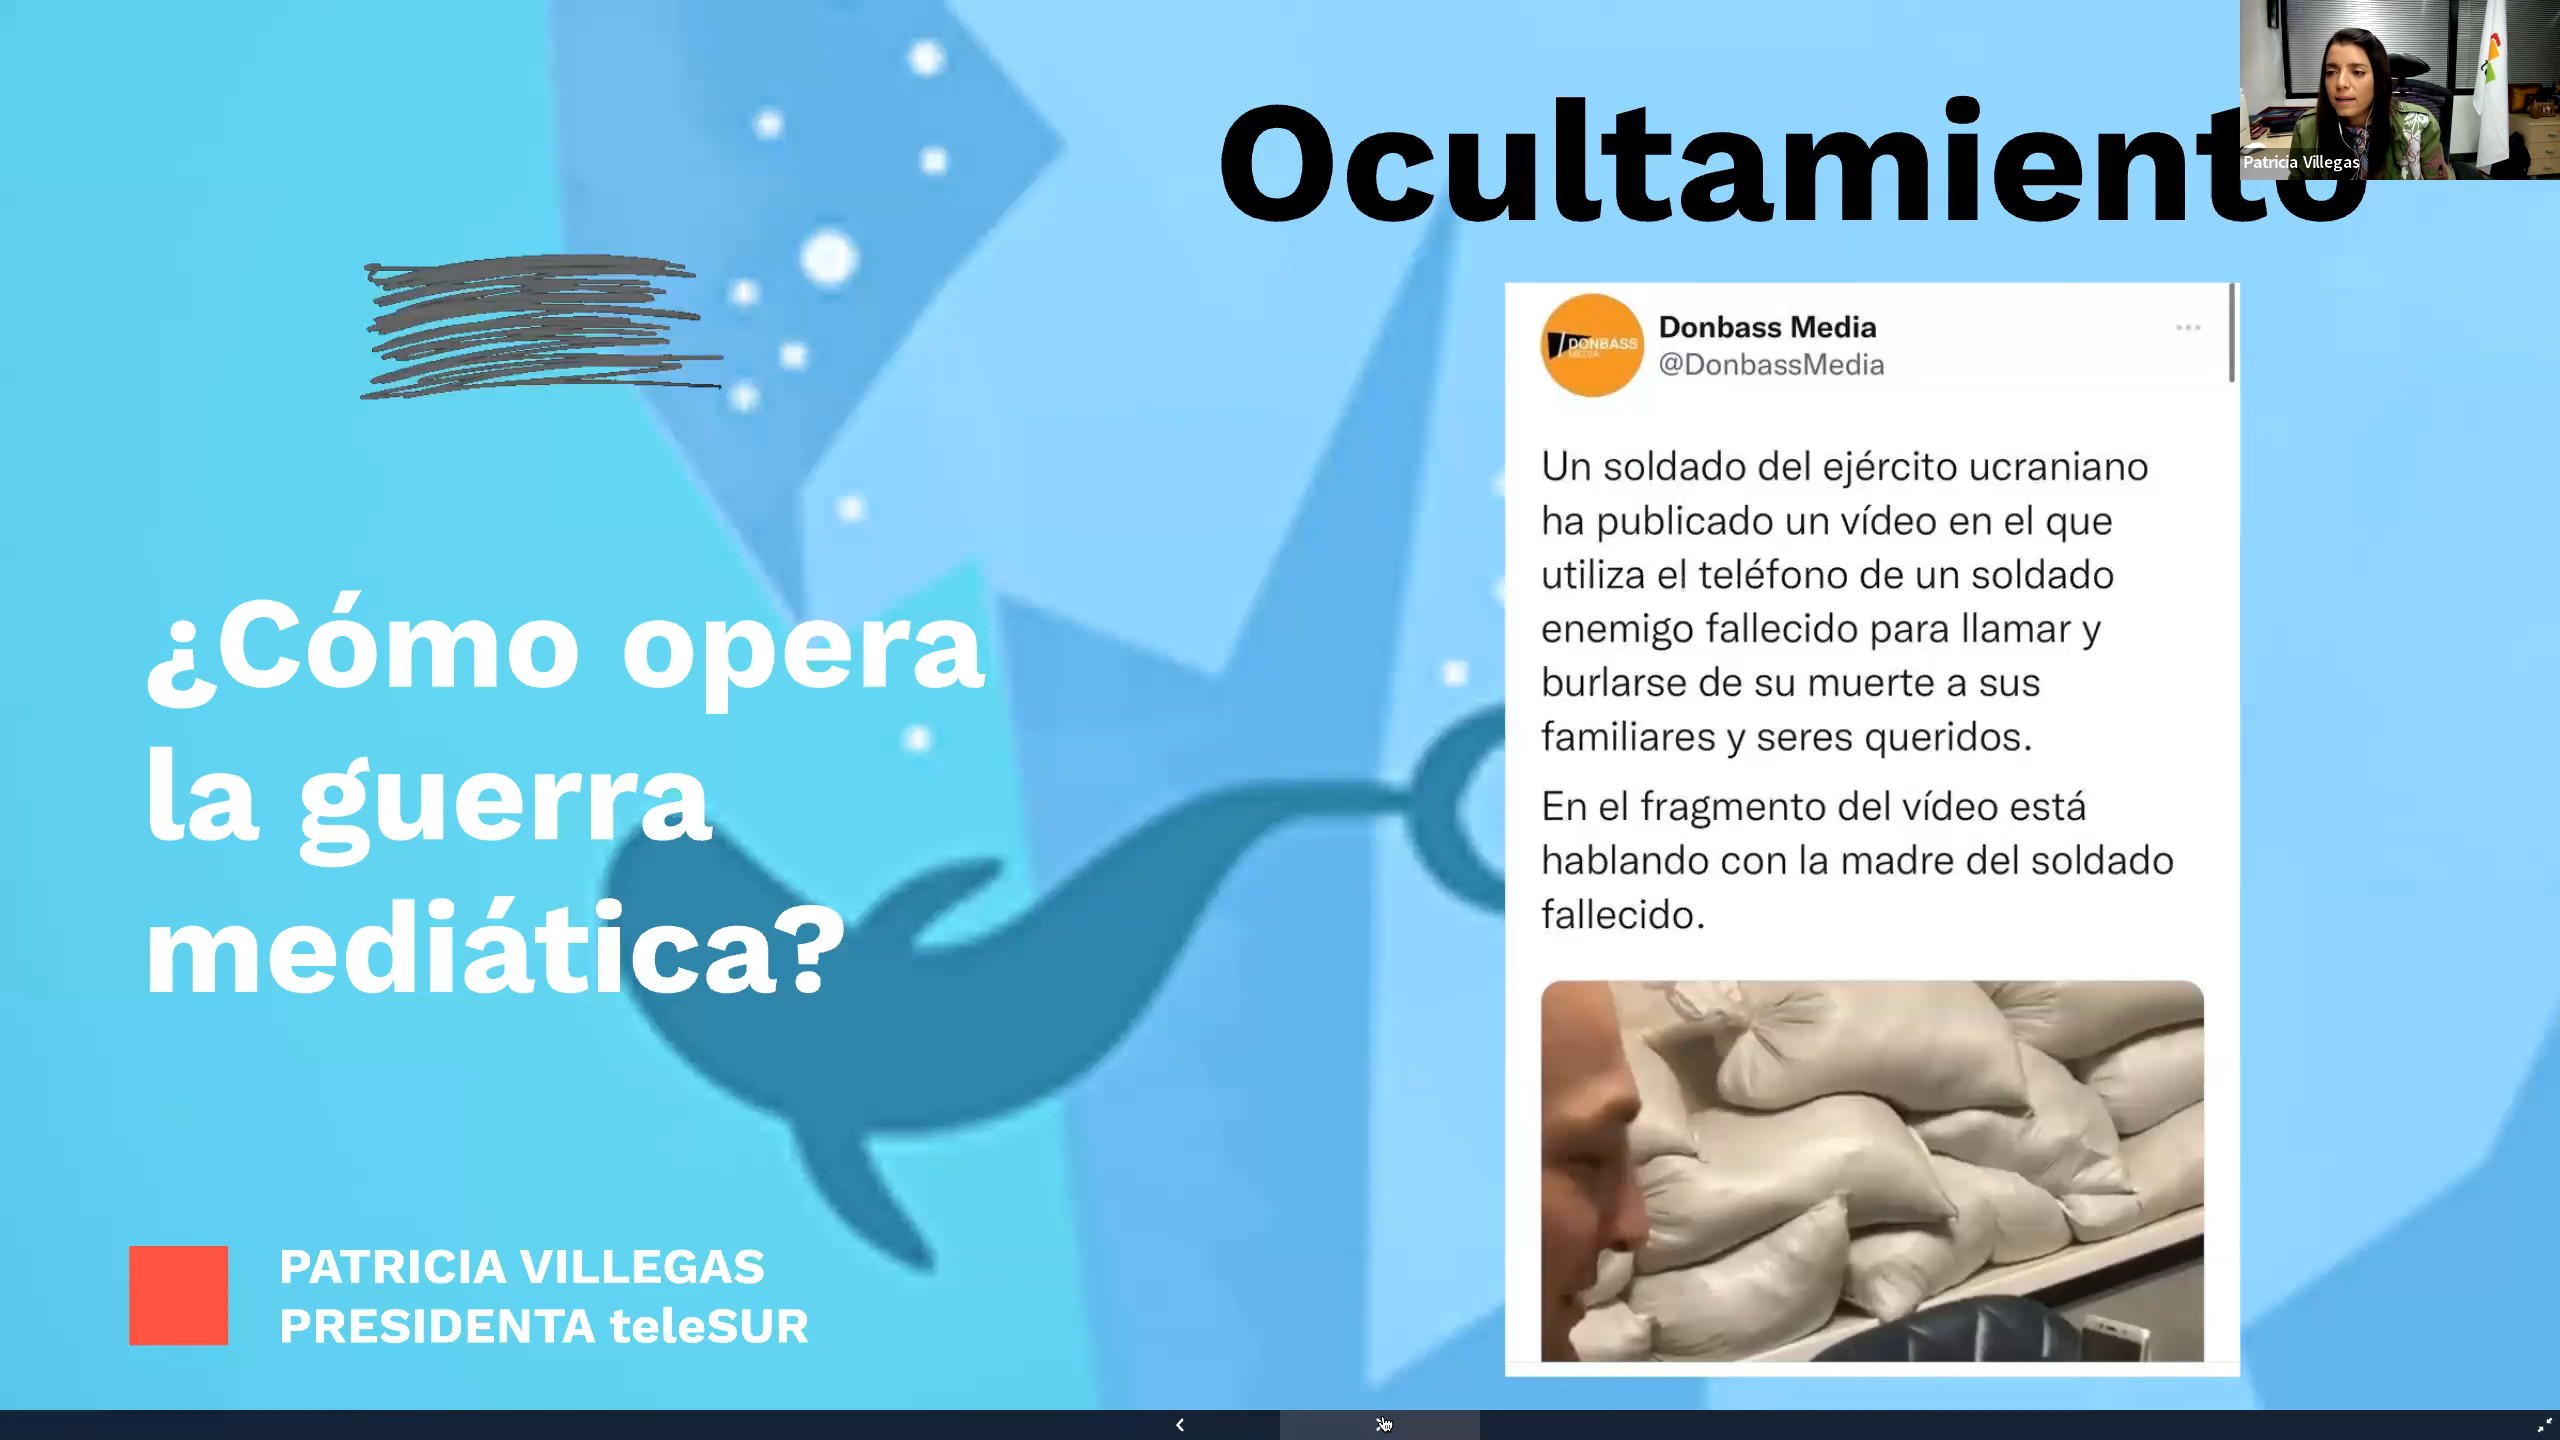 Ocultamiento
Patricia Villegas
DONBASS
MEDIA
Donbass Media
@DonbassMedia
Un soldado del ejército ucraniano
ha publicado un vídeo en el que
utiliza el teléfono de un soldado
enemigo fallecido para llamar y
burlarse de su muerte a sus
familiares y seres queridos.
En el fragmento del vídeo está
hablando con la madre del soldado
fallecido.
¿Cómo opera
la guerra
mediática?
PATRICIA VILLEGAS
PRESIDENTA teleSUR